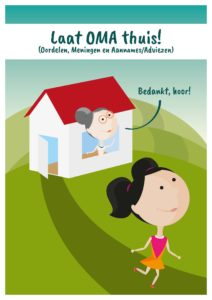 Laat OMA thuis!
(Oordelen, Meningen en Aannames/Adviezen)
Bedankt, hoor!